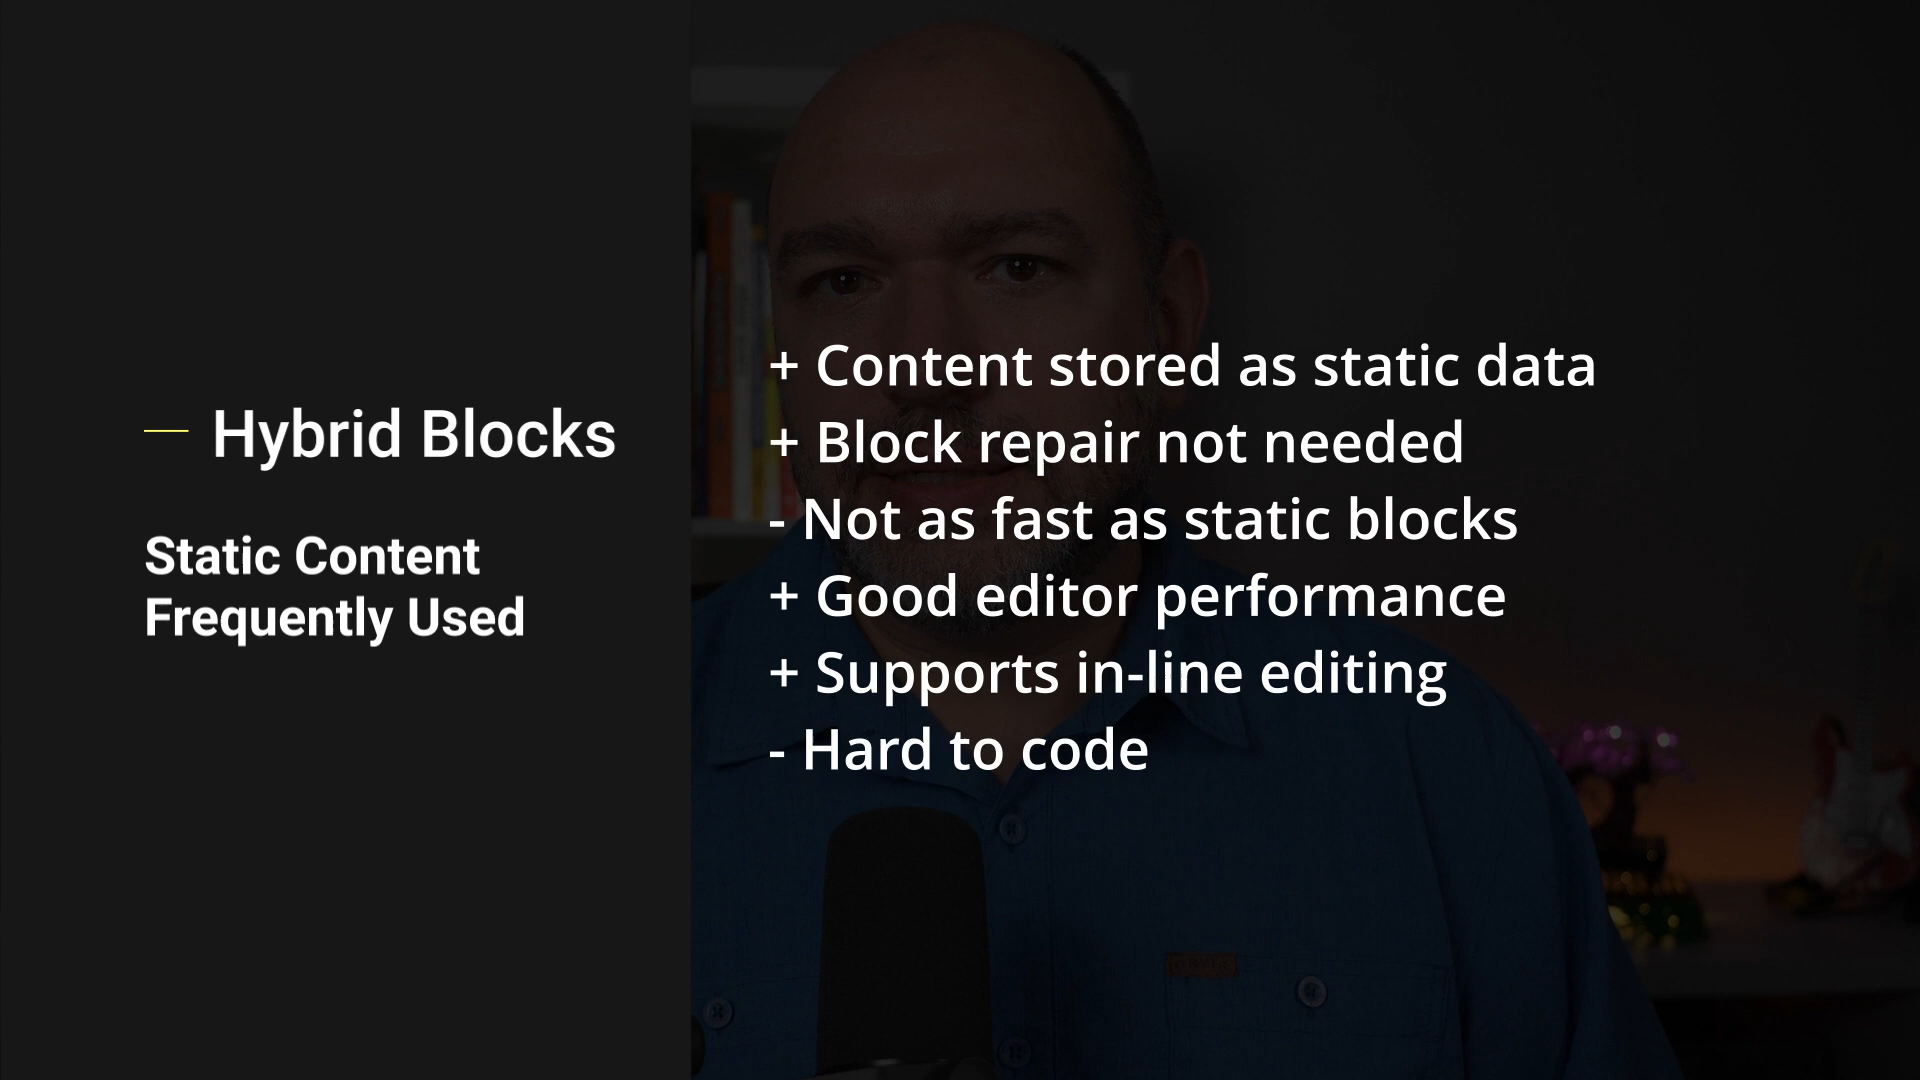 Hybrid Blocks
Static Content
Frequently Used
+ Content stored as static data
+ Block repair not needed
- Not as fast as static blocks
+ Good editor performance
+ Supports in-line editing
- Hard to code